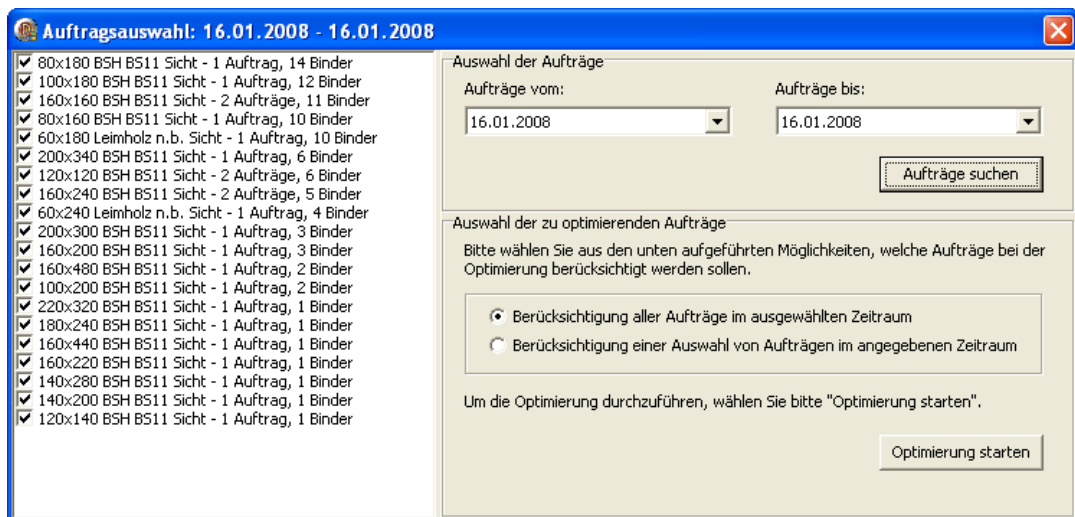 Auftragsauswahl: 16.01.2008 - 16.01.2008
80x180 BSH BS11 Sicht - 1 Auftrag, 14 Binder
100x180 BSH BS11 Sicht - 1 Auftrag, 12 Binder
160x160 BSH BS11 Sicht - 2 Aufträge, 11 Binder
80x160 BSH BS11 Sicht - 1 Auftrag, 10 Binder
60x180 Leimholz n.b. Sicht - 1 Auftrag, 10 Binder
200x340 BSH BS11 Sicht - 1 Auftrag, 6 Binder
120x120 BSH BS11 Sicht - 2 Aufträge, 6 Binder
160x240 BSH BS11 Sicht - 2 Aufträge, 5 Binder
60x240 Leimholz n.b. Sicht - 1 Auftrag, 4 Binder
200x300 BSH BS11 Sicht - 1 Auftrag, 3 Binder
160x200 BSH BS11 Sicht - 1 Auftrag, 3 Binder
160x480 BSH BS11 Sicht - 1 Auftrag, 2 Binder
100x200 BSH BS11 Sicht - 1 Auftrag, 2 Binder
220x320 BSH BS11 Sicht - 1 Auftrag, 1 Binder
180x240 BSH BS11 Sicht - 1 Auftrag, 1 Binder
160x440 BSH BS11 Sicht - 1 Auftrag, 1 Binder
160x220 BSH BS11 Sicht - 1 Auftrag, 1 Binder
140x280 BSH BS11 Sicht - 1 Auftrag, 1 Binder
140x200 BSH BS11 Sicht - 1 Auftrag, 1 Binder
120x140 BSH BS11 Sicht - 1 Auftrag, 1 Binder
Auswahl der Aufträge
Aufträge vom:
Aufträge bis:
16.01.2008
16.01.2008
Aufträge suchen
Auswahl der zu optimierenden Aufträge
Bitte wählen Sie aus den unten aufgeführten Möglichkeiten, welche Aufträge bei der
Optimierung berücksichtigt werden sollen.
Berücksichtigung aller Aufträge im ausgewählten Zeitraum
Berücksichtigung einer Auswahl von Aufträgen im angegebenen Zeitraum
Um die Optimierung durchzuführen, wählen Sie bitte "Optimierung starten".
Optimierung starten